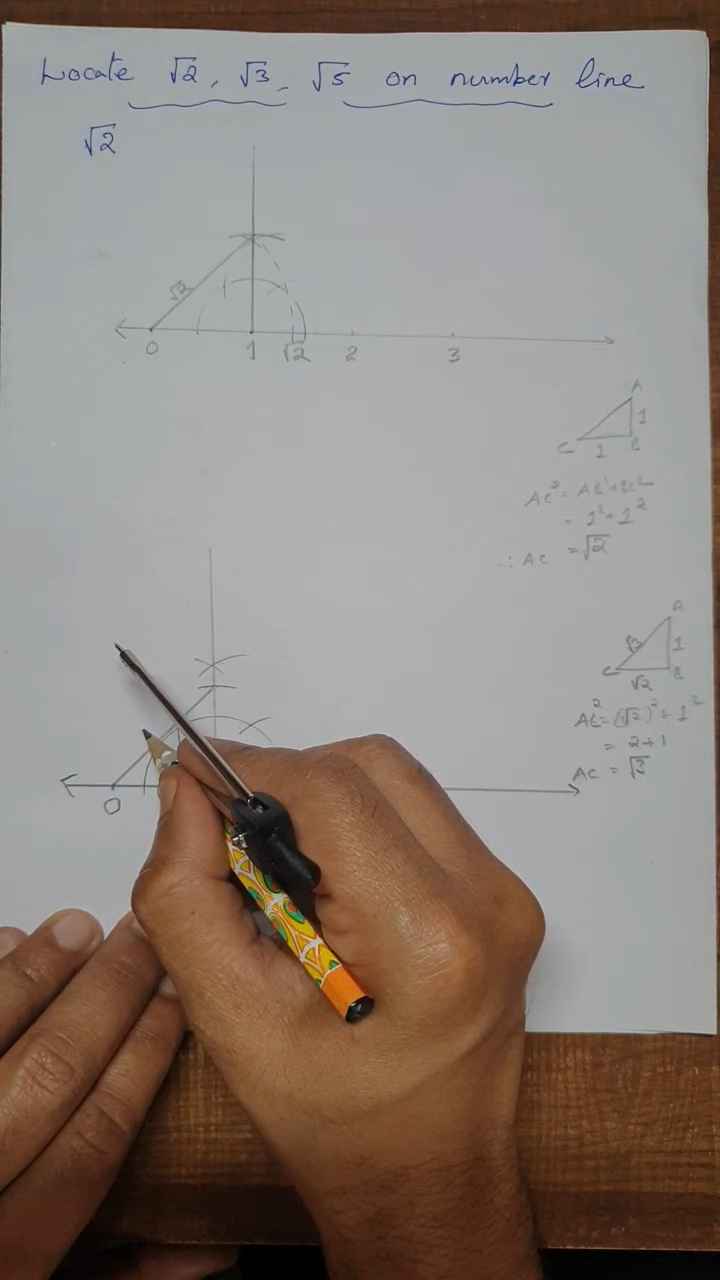 Locate √2, √3, √5 on number line
√2
√2
0 1 √2 2 3
A
1
C 1 B
AC² = AB²+BC²
= 1²+1²
∴ AC = √2
A
√3 1
C √2 B
AC² = (√2)²+1²
= 2+1
AC = √3
0